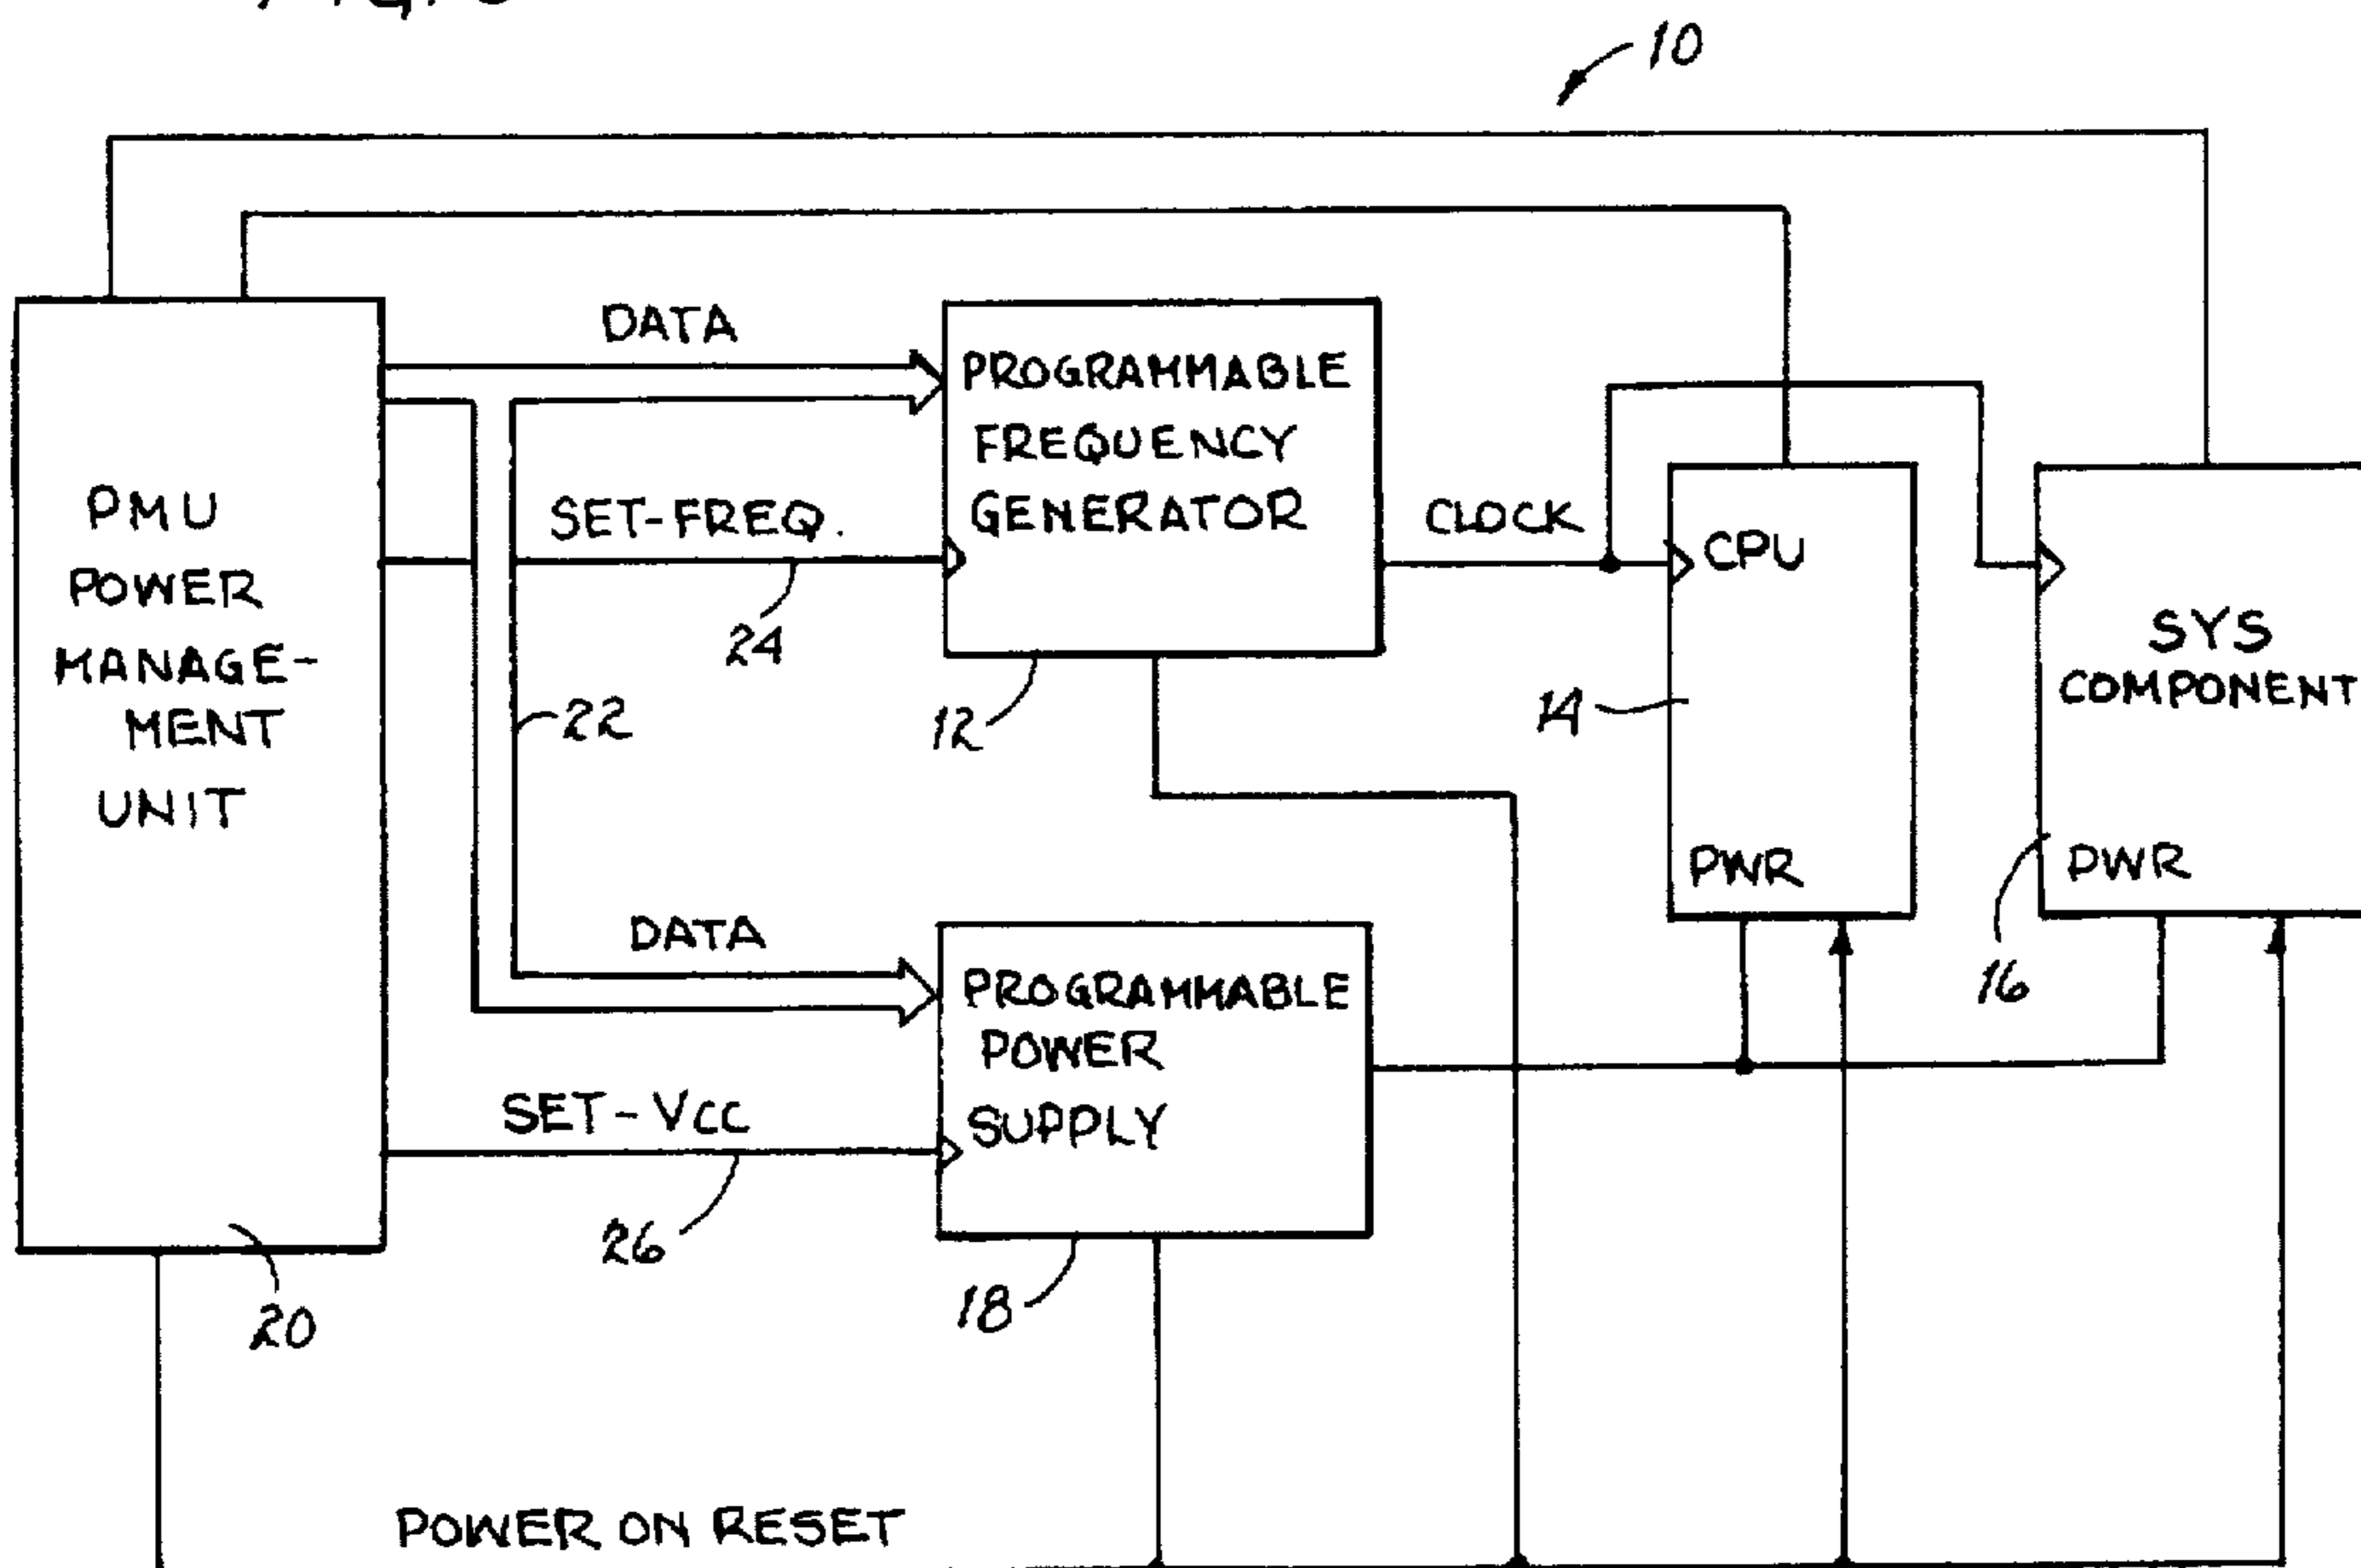 10
DATA
PROGRAMMABLE
FREQUENCY
GENERATOR
PMU
POWER
MANAGE-
MENT
UNIT
SET-FREQ.
24
22
12
CLOCK
CPU
14
PWR
SYS
COMPONENT
PWR
16
DATA
PROGRAMMABLE
POWER
SUPPLY
SET-VCC
26
18
20
POWER ON RESET